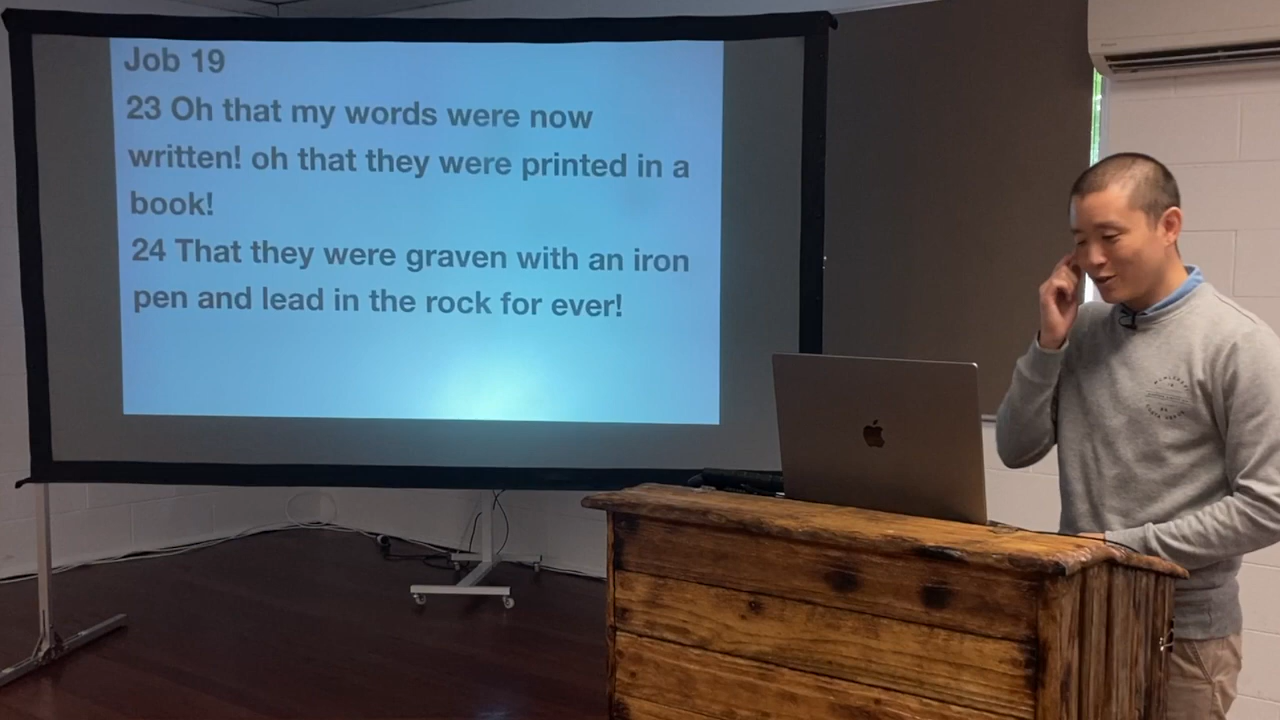 Job 19
23 Oh that my words were now
written! oh that they were printed in a
book!
24 That they were graven with an iron
pen and lead in the rock for ever!